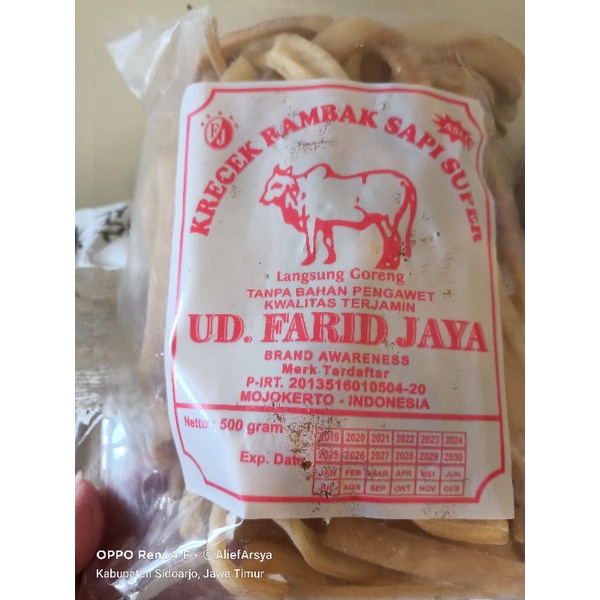 KRECEK RAMBAK SAPI SUPER
ASLI
Langsung Goreng
TANPA BAHAN PENGAWET
KWALITAS TERJAMIN
UD. FARID JAYA
BRAND AWARENESS
Merk Terdaftar
P-IRT. 2013516010504-20
MOJOKERTO - INDONESIA
Netto : 500 gram
Exp. Date
2019 2020 2021 2022 2023 2024
2025 2026 2027 2028 2029 2030
JAN FEB MAR APR MEI JUN
JUL AGS SEP OKT NOV DES
OPPO Reno4 F • ©AliefArsya
Kabupaten Sidoarjo, Jawa Timur